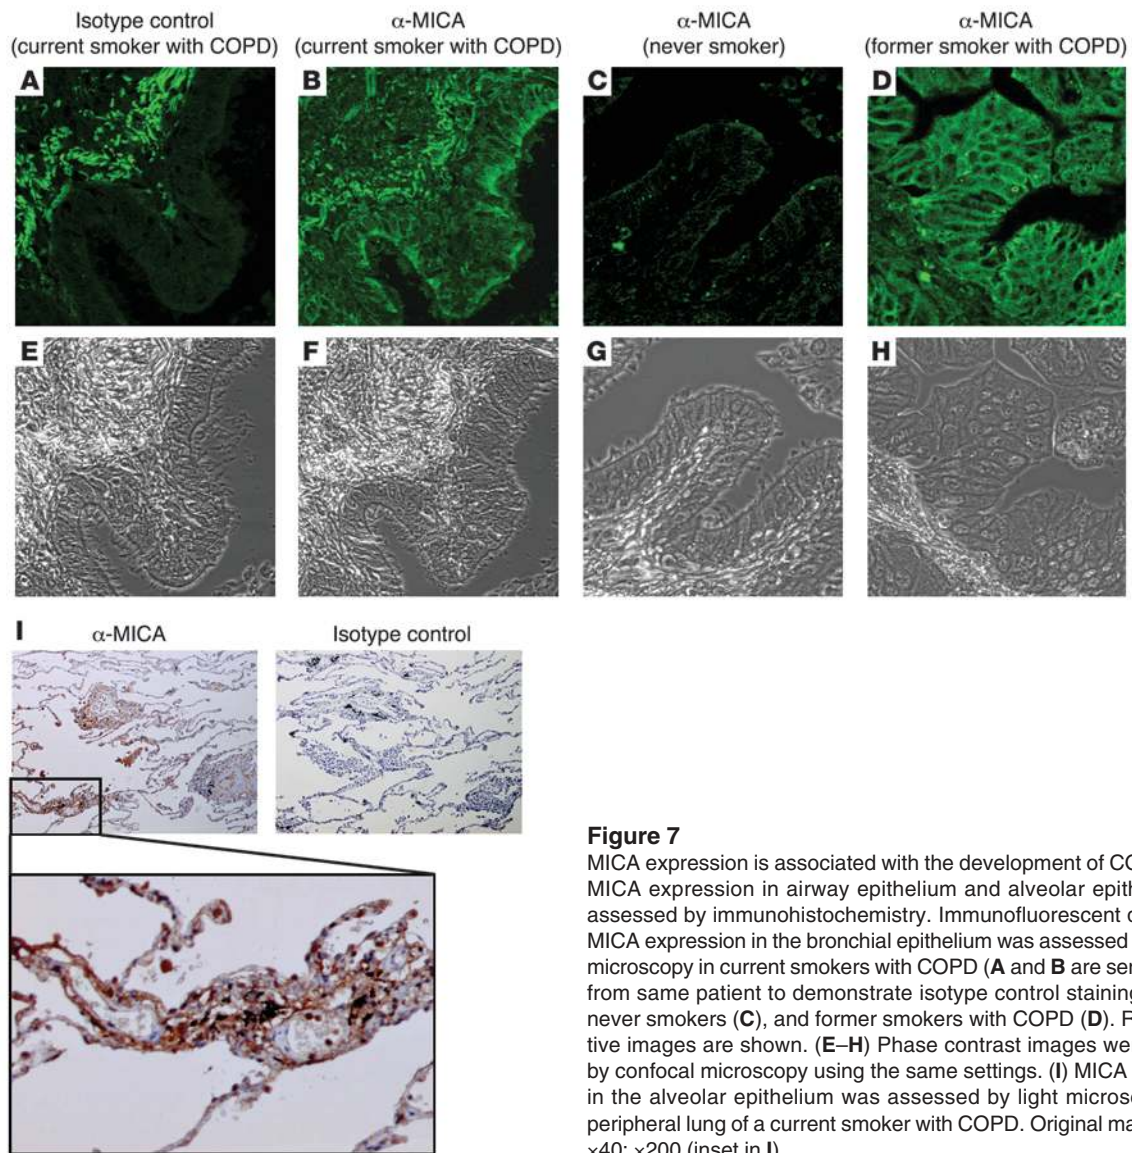 Isotype control
(current smoker with COPD)
α-MICA
(current smoker with COPD)
α-MICA
(never smoker)
α-MICA
(former smoker with COPD)
A
B
C
D
E
F
G
H
I
α-MICA
Isotype control
Figure 7
MICA expression is associated with the development of
MICA expression in airway epithelium and alveolar
assessed by immunohistochemistry. Immunofluorescent
MICA expression in the bronchial epithelium was assessed
microscopy in current smokers with COPD (A and B are
from same patient to demonstrate isotype control staining
never smokers (C), and former smokers with COPD (D).
tive images are shown. (E–H) Phase contrast images
by confocal microscopy using the same settings. (I) MICA
in the alveolar epithelium was assessed by light
peripheral lung of a current smoker with COPD. Original
×40; ×200 (inset in I).